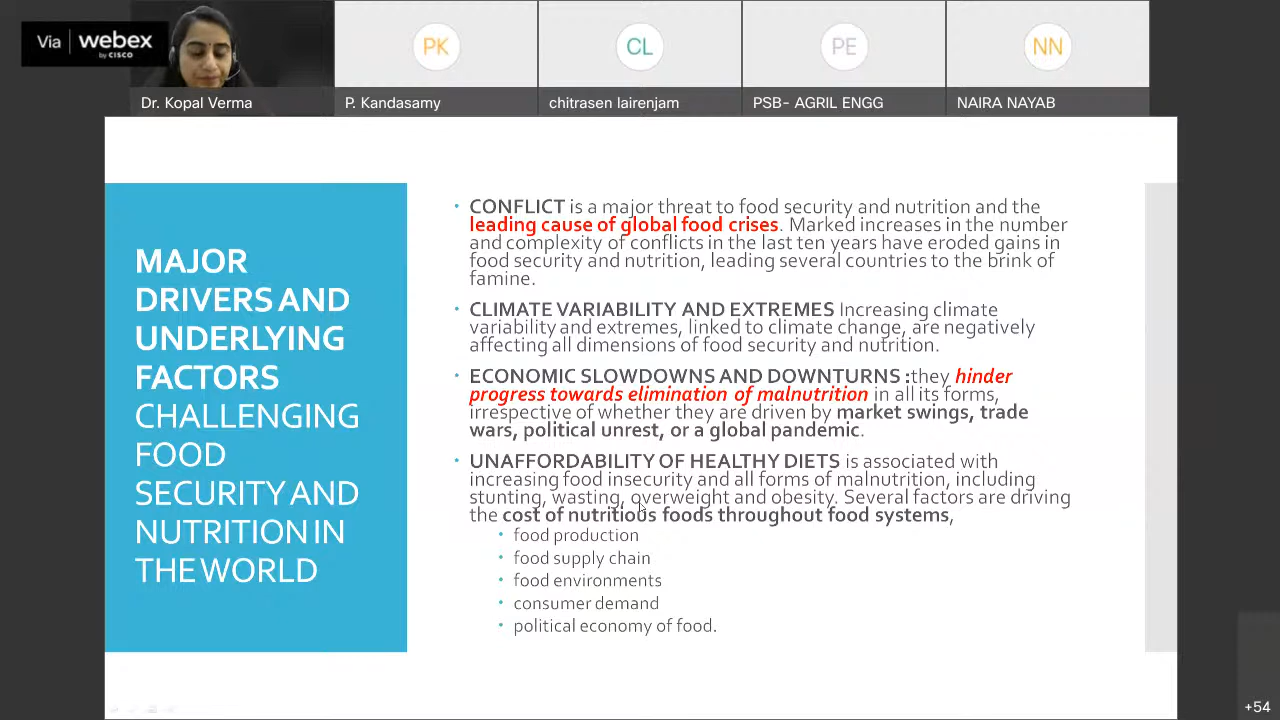 Via webex
by CISCO
PK
CL
PE
NN
Dr. Kopal Verma
P. Kandasamy
chitrasen lairenjam
PSB- AGRIL ENGG
NAIRA NAYAB
MAJOR
DRIVERS AND
UNDERLYING
FACTORS
CHALLENGING
FOOD
SECURITY AND
NUTRITION IN
THE WORLD
• CONFLICT is a major threat to food security and nutrition and the
leading cause of global food crises. Marked increases in the number
and complexity of conflicts in the last ten years have eroded gains in
food security and nutrition, leading several countries to the brink of
famine.
• CLIMATE VARIABILITY AND EXTREMES Increasing climate
variability and extremes, linked to climate change, are negatively
affecting all dimensions of food security and nutrition.
• ECONOMIC SLOWDOWNS AND DOWNTURNS :they hinder
progress towards elimination of malnutrition in all its forms,
irrespective of whether they are driven by market swings, trade
wars, political unrest, or a global pandemic.
• UNAFFORDABILITY OF HEALTHY DIETS is associated with
increasing food insecurity and all forms of malnutrition, including
stunting, wasting, overweight and obesity. Several factors are driving
the cost of nutritious foods throughout food systems,
• food production
• food supply chain
• food environments
• consumer demand
• political economy of food.
+54